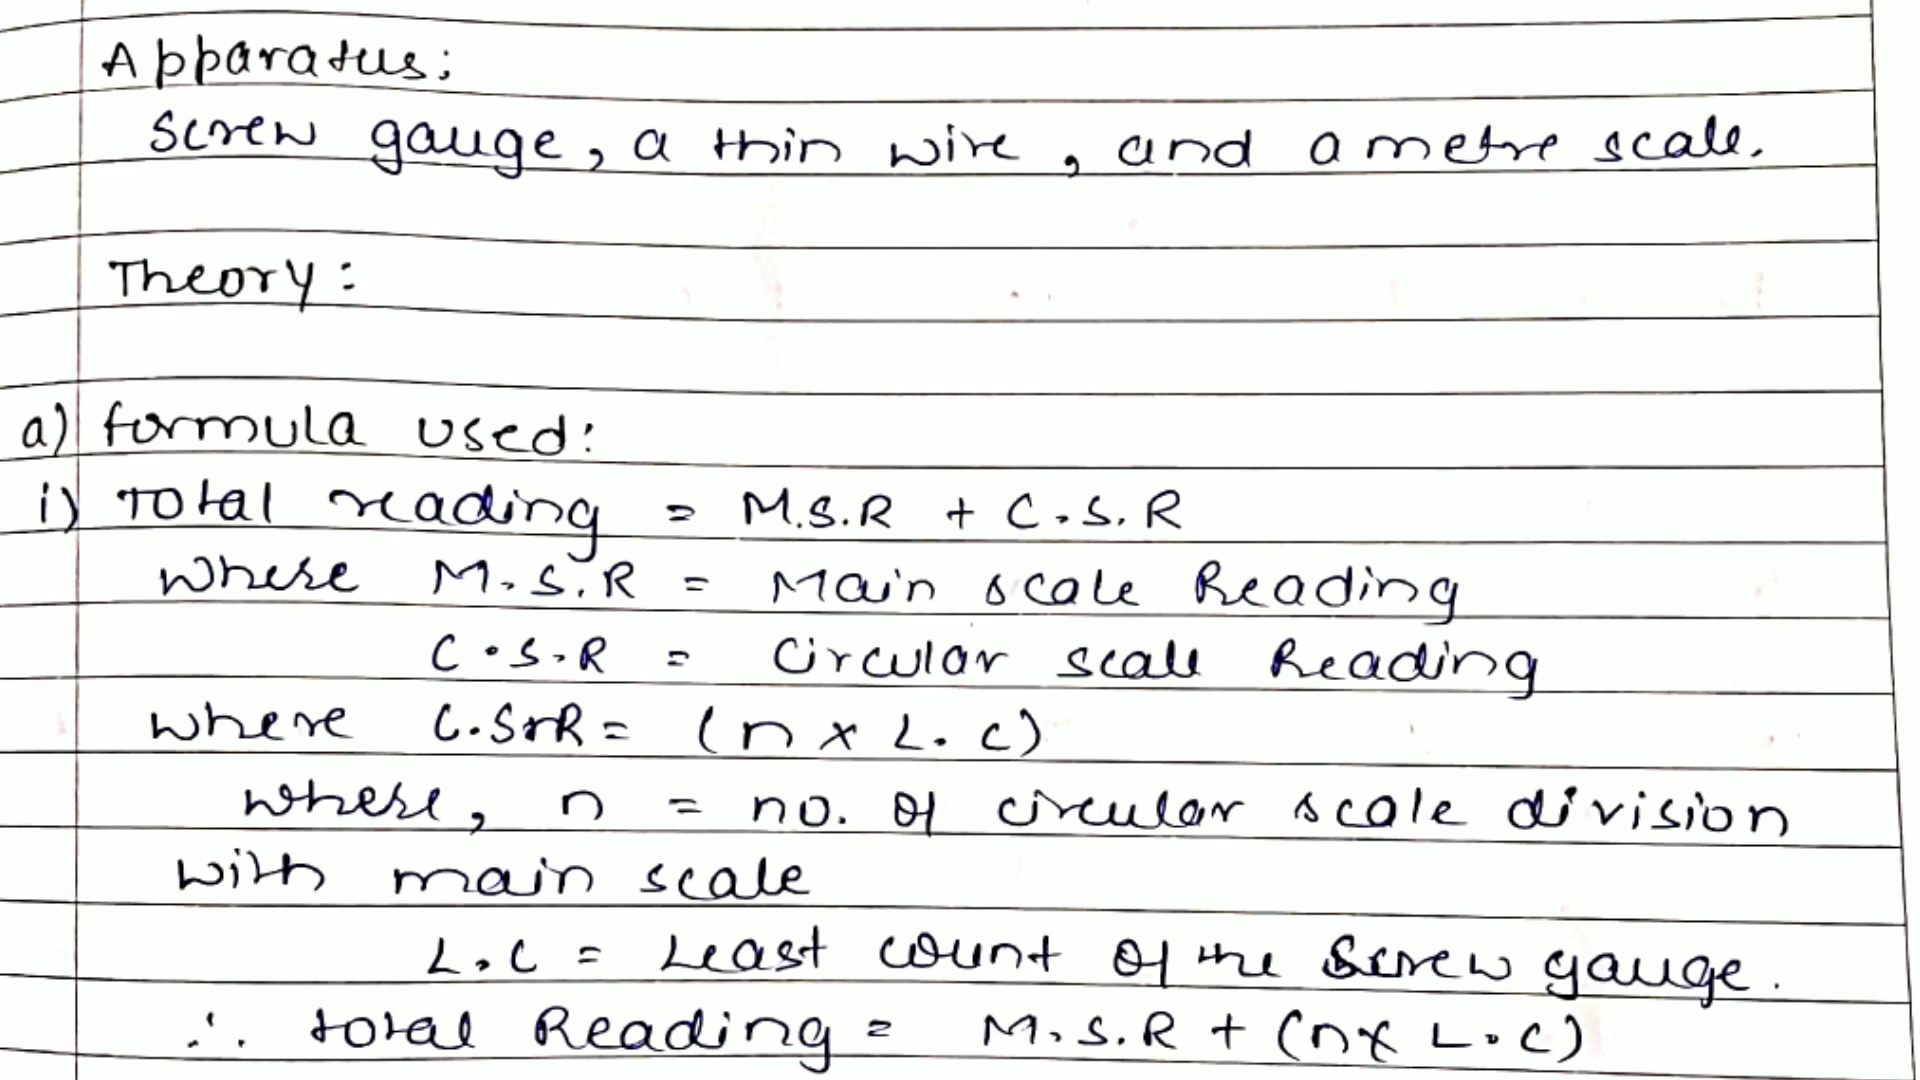 Apparatus:
Screw gauge, a thin wire, and a metre scale.
Theory:
a) formula used:
i) Total reading = M.S.R + C.S.R
Where M.S.R = Main scale Reading
C.S.R = Circular scale Reading
where C.S.R = (n x L.C)
where, n = no. of circular scale division
with main scale
L.C = Least count of the Screw gauge.
∴ total Reading = M.S.R + (n x L.C)